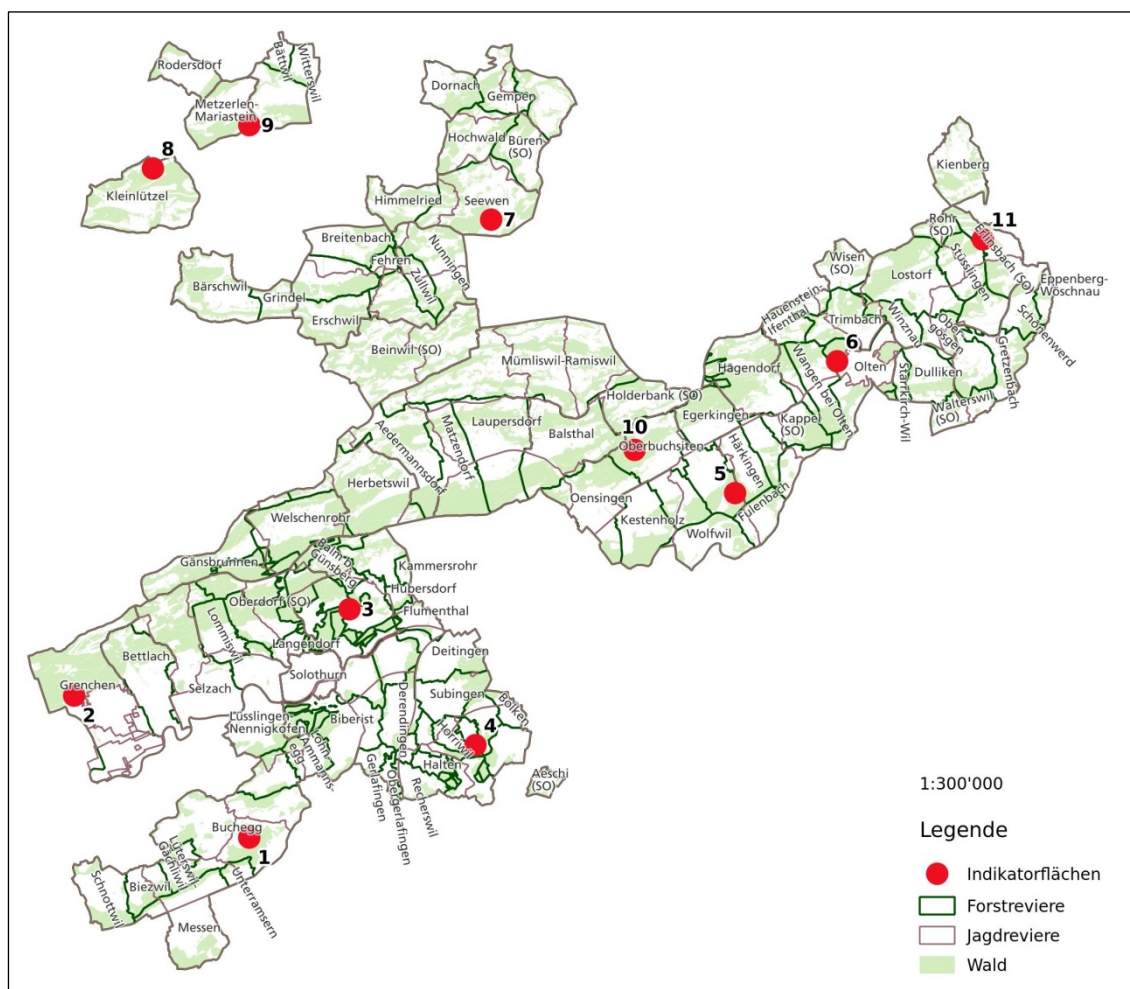 Rodersdorf
Bättwil
Witterswil
Metzerlen-
Mariastein
9
8
Kleinlützel
Dornach
Gempen
Hochwald
Büren
(SO)
Himmelried
Seewen
7
Kienberg
Rohr
(SO)
11
Erlinsbach (SO)
Breitenbach
Fehren
Nunningen
Zullwil
Wisen
(SO)
Lostorf
Stüsslingen
Eppenberg-
Wöschnau
Bärschwil
Grindel
Erschwil
Hauenstein-
Ifenthal
Trimbach
Winznau
Ober-
gösgen
Schönenwerd
Beinwil (SO)
Mümliswil-Ramiswil
Hägendorf
Wangen bei Olten
6
Olten
Starrkirch-Wil
Dulliken
Gretzenbach
Walterswil
(SO)
Holderbank (SO)
Aedermannsdorf
Matzendorf
Laupersdorf
Balsthal
10
Oberbuchsiten
Egerkingen
Kappel
(SO)
Härkingen
5
Fulenbach
Herbetswil
Oensingen
Kestenholz
Wolfwil
Welschenrohr
Gänsbrunnen
Balm b.
Günsberg
Kammersrohr
Hubersdorf
Flumenthal
Oberdorf (SO)
3
Lommiswil
Langendorf
Bettlach
Grenchen
2
Selzach
Solothurn
Deitingen
Subingen
Bolken
Lüsslingen-
Nennigkofen
Lohn-
Ammanns-
egg
Biberist
Derendingen
Horriwil
4
Halten
Gerlafingen
Obergerlafingen
Recherswil
Aeschi
(SO)
Buchegg
1
Lüterswil-
Gächliwil
Schnottwil
Biezwil
Unterramsern
Messen
1:300'000
Legende
Indikatorflächen
Forstreviere
Jagdreviere
Wald